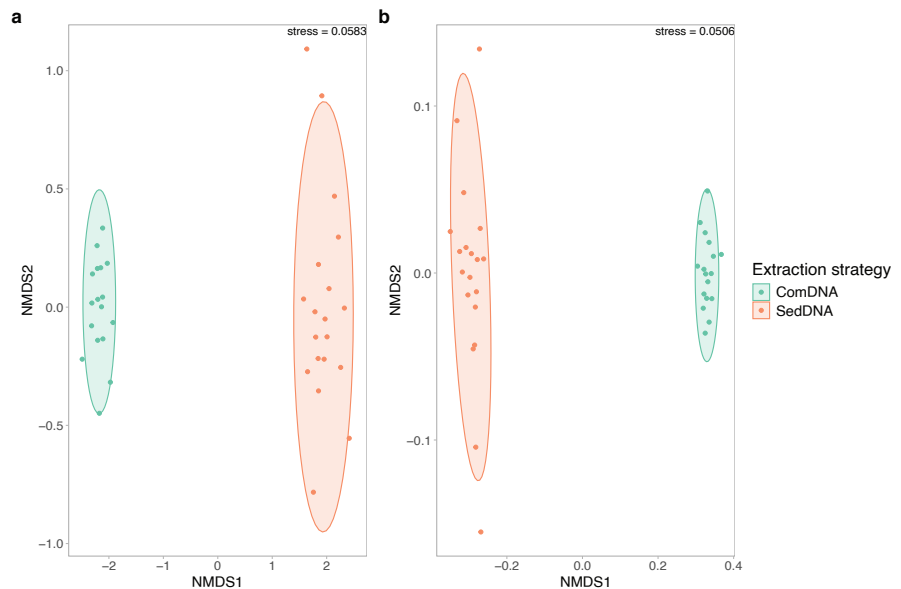 a
stress = 0.0583
1.0
0.5
0.0
−0.5
−1.0
NMDS2
−2
−1
0
1
2
NMDS1
b
stress = 0.0506
0.1
0.0
−0.1
NMDS2
−0.2
0.0
0.2
0.4
NMDS1
Extraction strategy
ComDNA
SedDNA